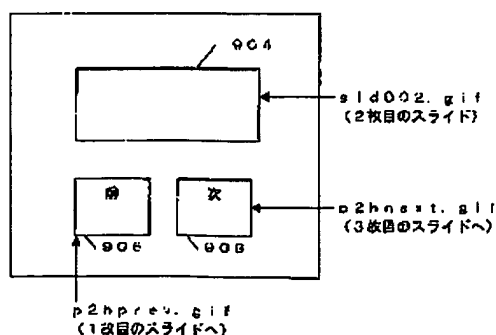 904
sld002.gif
(2枚目のスライド)
前
次
p2hnext.gif
(3枚目のスライドへ)
906
908
p2hprev.gif
(1枚目のスライドへ)